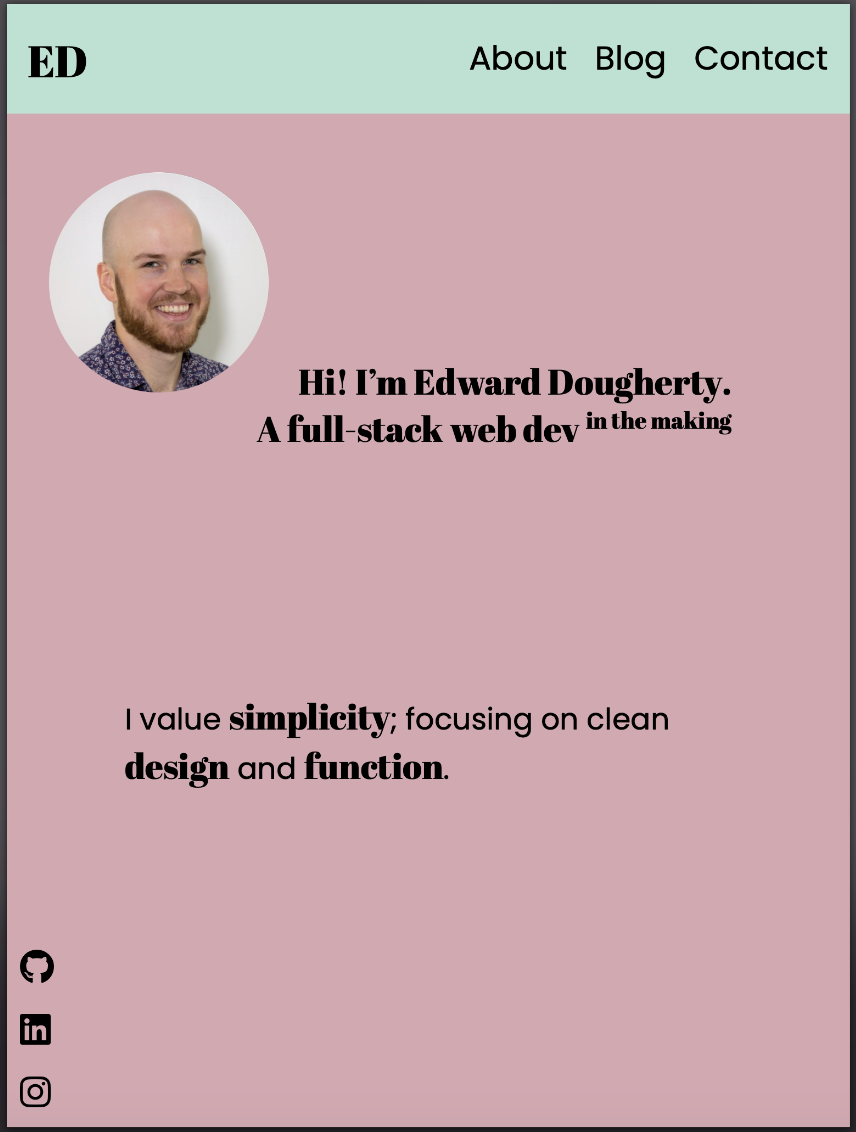 ED
About Blog Contact
Hi! I’m Edward Dougherty.
A full-stack web dev in the making
I value simplicity; focusing on clean
design and function.
in